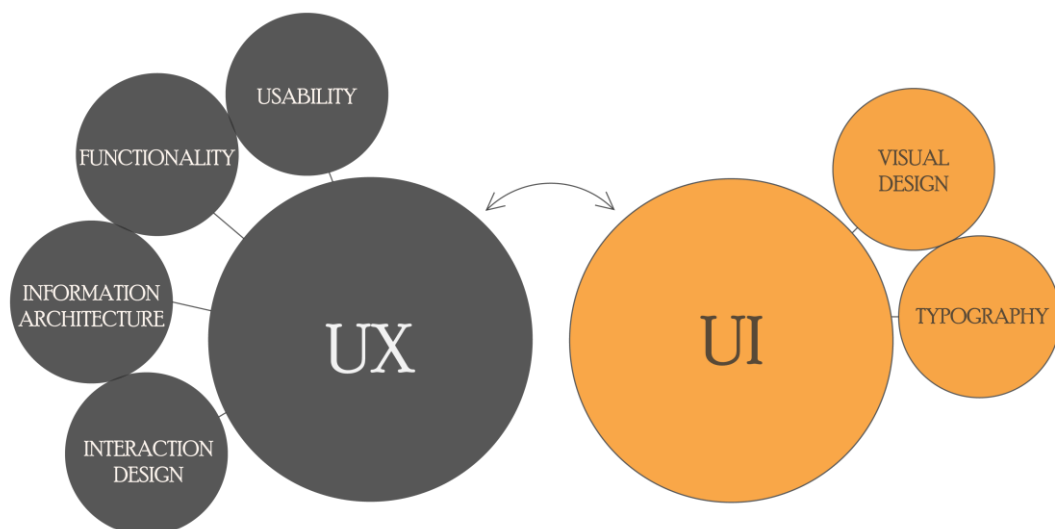 USABILITY
FUNCTIONALITY
INFORMATION
ARCHITECTURE
INTERACTION
DESIGN
UX
UI
VISUAL
DESIGN
TYPOGRAPHY